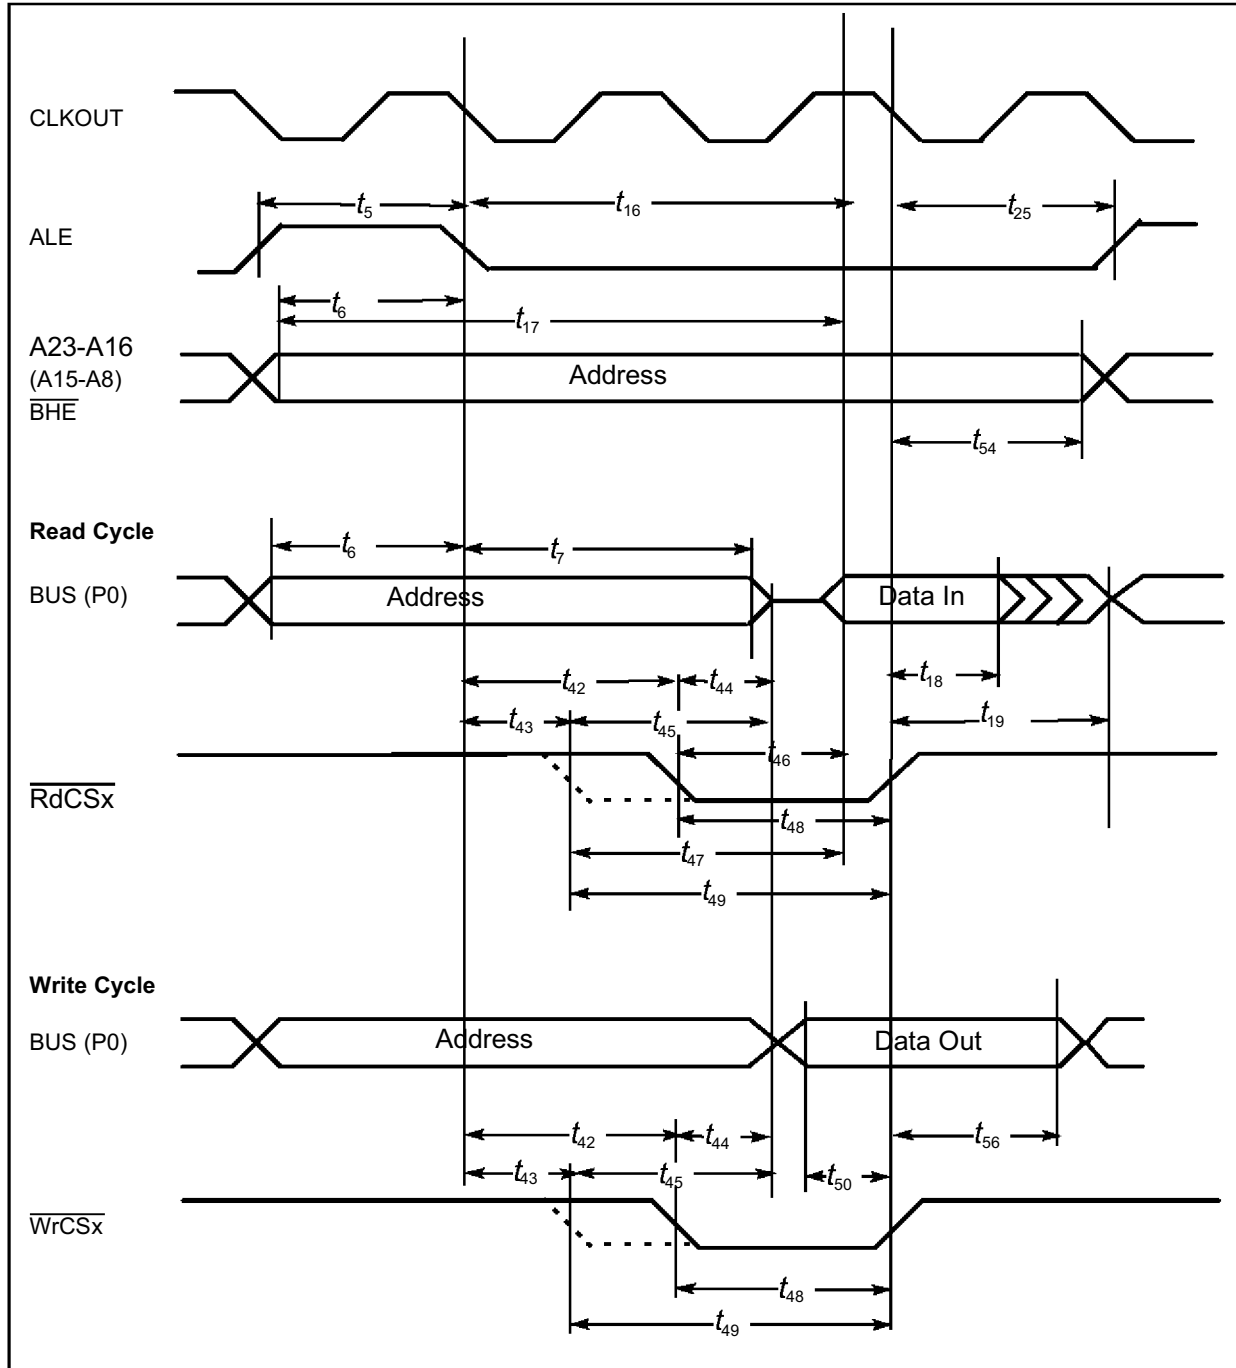 CLKOUT
t5 t16 t25
ALE
t6
t17
A23-A16
(A15-A8)
BHE
Address
t54
Read Cycle
t6 t7
BUS (P0)
Address Data In
t18
t42 t44
t19
t43 t45
t46
RdCSx
t48
t47
t49
Write Cycle
BUS (P0)
Address Data Out
t42 t44 t56
t43 t45 t50
WrCSx
t48
t49